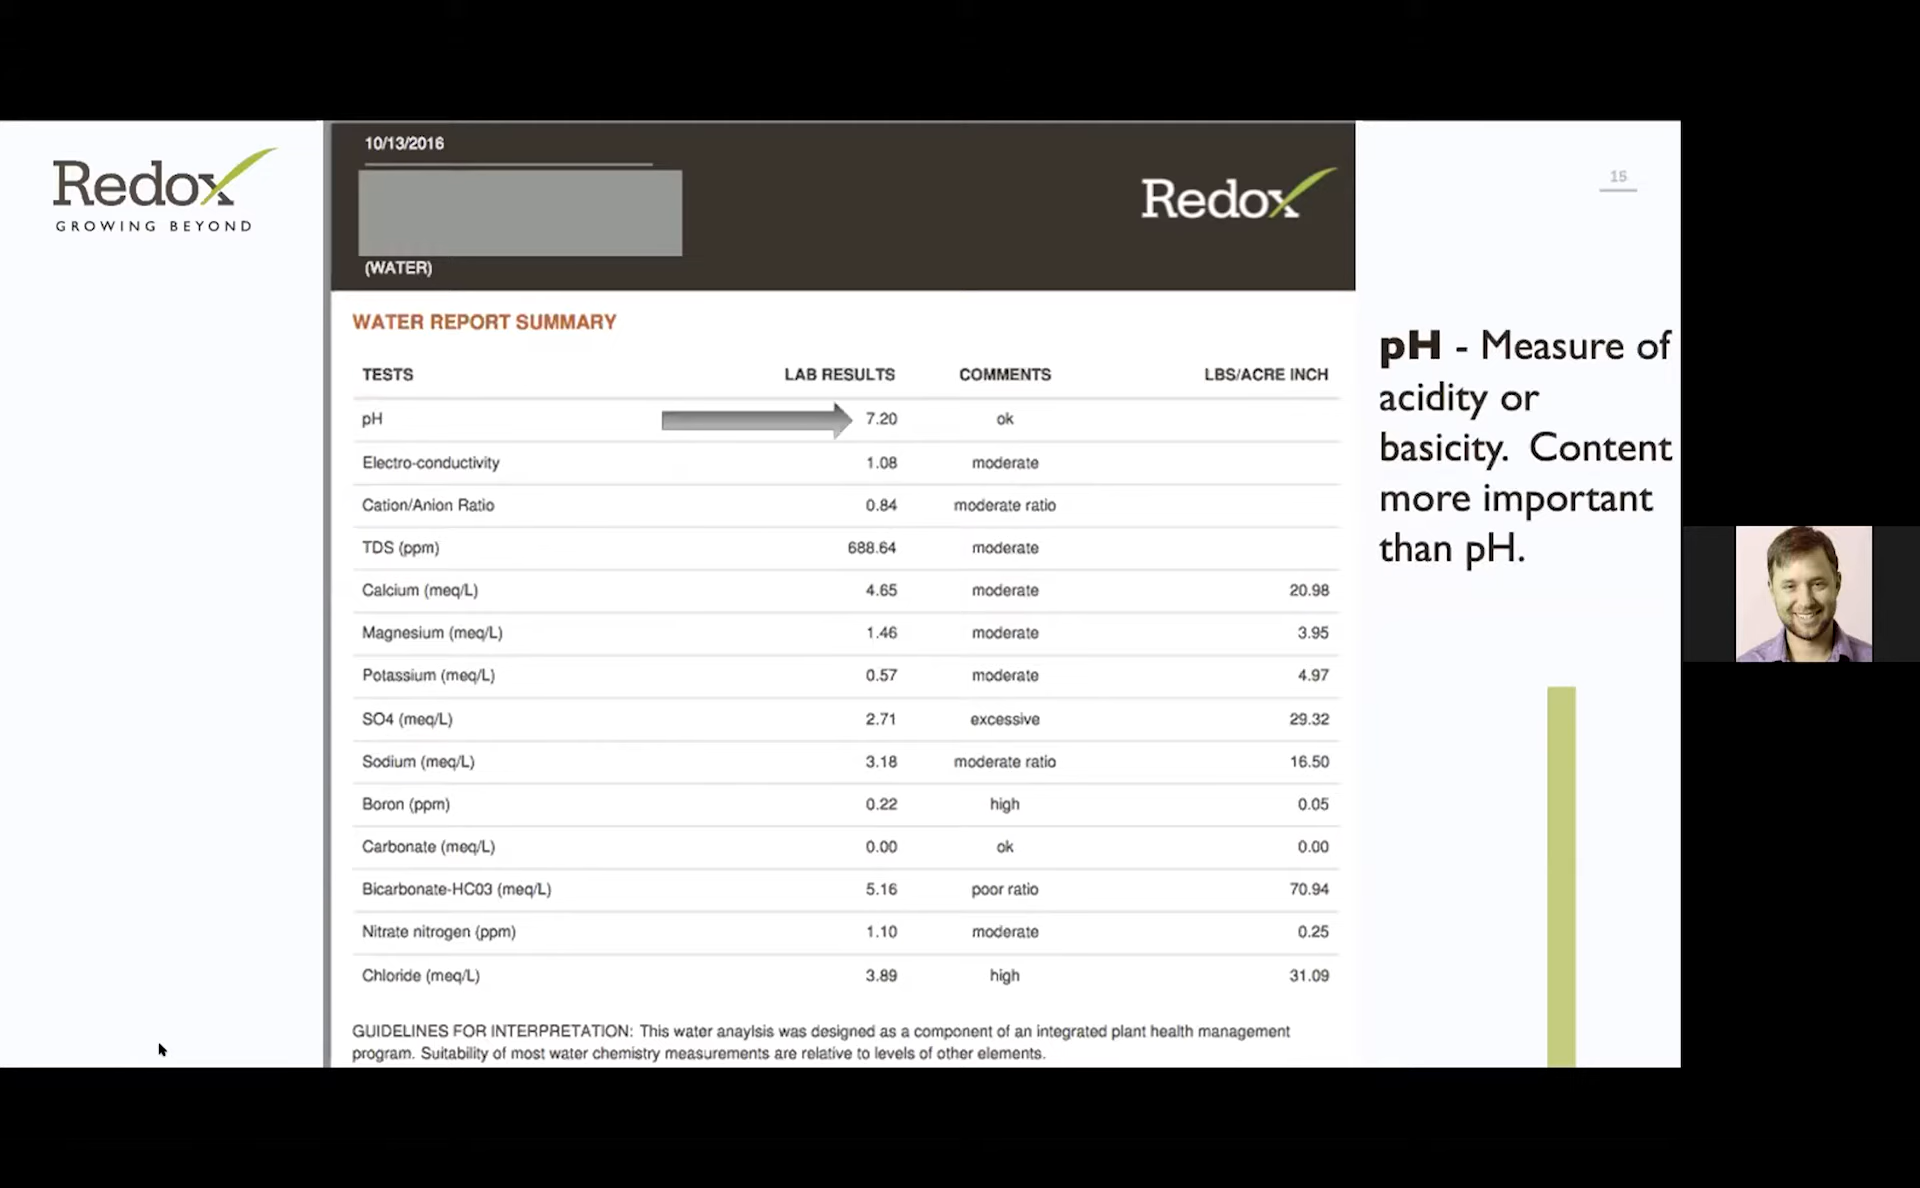 Redox
GROWING BEYOND
10/13/2016
(WATER)
Redox
15
WATER REPORT SUMMARY
TESTS LAB RESULTS COMMENTS LBS/ACRE INCH
pH 7.20 ok
Electro-conductivity 1.08 moderate
Cation/Anion Ratio 0.84 moderate ratio
TDS (ppm) 688.64 moderate
Calcium (meq/L) 4.65 moderate 20.98
Magnesium (meq/L) 1.46 moderate 3.95
Potassium (meq/L) 0.57 moderate 4.97
SO4 (meq/L) 2.71 excessive 29.32
Sodium (meq/L) 3.18 moderate ratio 16.50
Boron (ppm) 0.22 high 0.05
Carbonate (meq/L) 0.00 ok 0.00
Bicarbonate-HC03 (meq/L) 5.16 poor ratio 70.94
Nitrate nitrogen (ppm) 1.10 moderate 0.25
Chloride (meq/L) 3.89 high 31.09
GUIDELINES FOR INTERPRETATION: This water anaylsis was designed as a component of an integrated plant health management
program. Suitability of most water chemistry measurements are relative to levels of other elements.
pH - Measure of
acidity or
basicity. Content
more important
than pH.